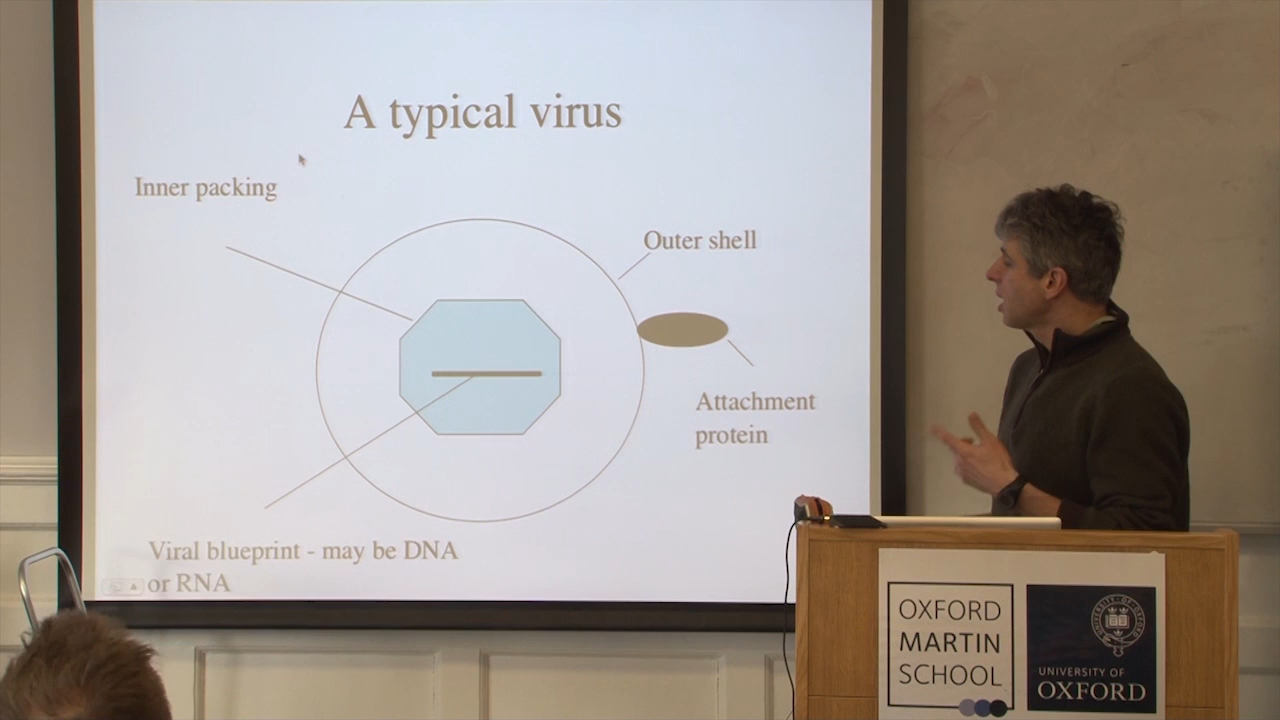 A typical virus
Inner packing
Outer shell
Attachment
protein
Viral blueprint - may be DNA
or RNA
OXFORD
MARTIN
SCHOOL
UNIVERSITY OF
OXFORD